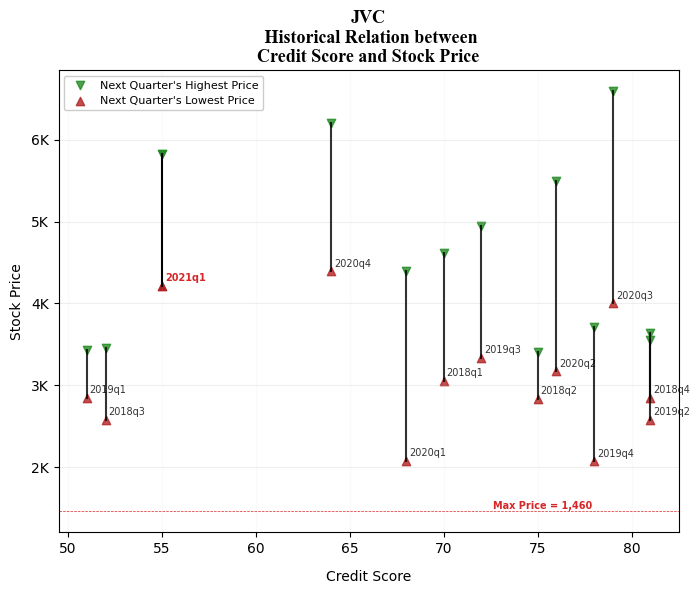 JVC
Historical Relation between
Credit Score and Stock Price
Next Quarter's Highest Price
Next Quarter's Lowest Price
6K
5K
4K
3K
2K
Stock Price
2021q1
2020q4
2020q3
2019q3
2018q1
2020q2
2019q1
2018q2
2018q4
2018q3
2019q2
2020q1
2019q4
Max Price = 1,460
50
55
60
65
70
75
80
Credit Score